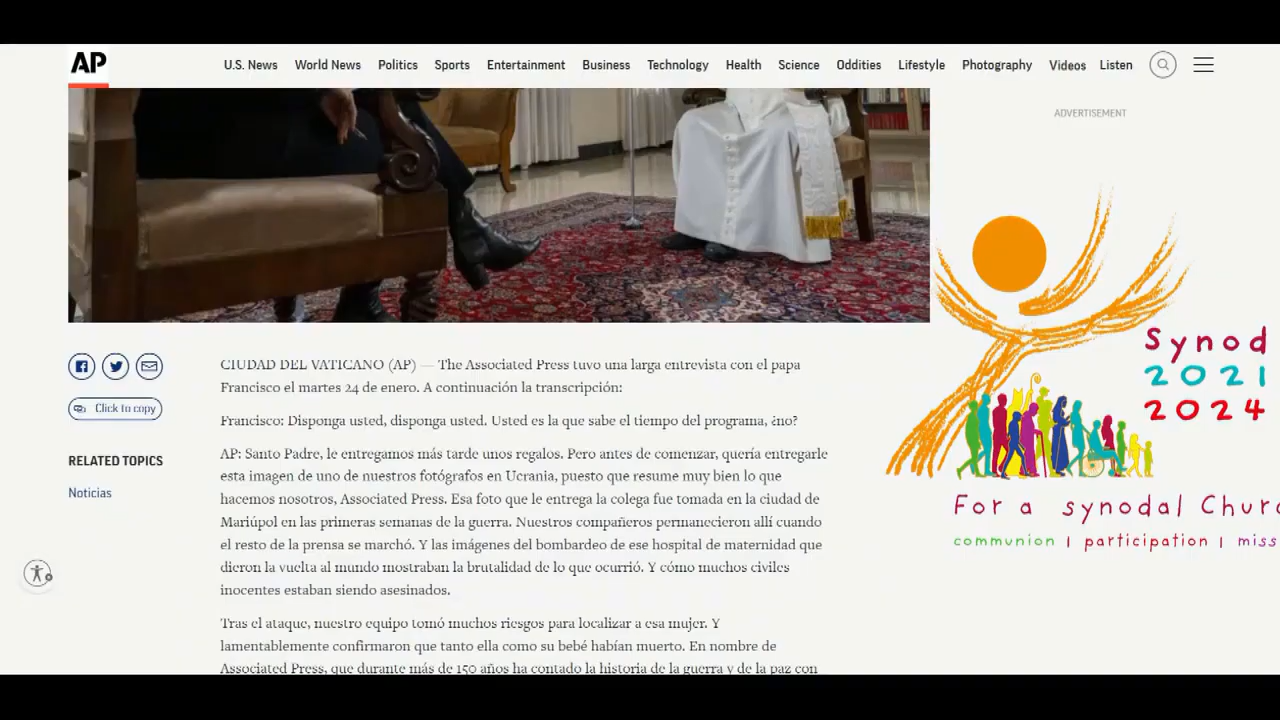 AP
U.S. News World News Politics Sports Entertainment Business Technology Health Science Oddities Lifestyle Photography Videos Listen
ADVERTISEMENT
Synod
2021
2024
For a synodal Churc
communion | participation | miss
Click to copy
RELATED TOPICS
Noticias
CIUDAD DEL VATICANO (AP) — The Associated Press tuvo una larga entrevista con el papa
Francisco el martes 24 de enero. A continuación la transcripción:
Francisco: Disponga usted, disponga usted. Usted es la que sabe el tiempo del programa, ¿no?
AP: Santo Padre, le entregamos más tarde unos regalos. Pero antes de comenzar, quería entregarle
esta imagen de uno de nuestros fotógrafos en Ucrania, puesto que resume muy bien lo que
hacemos nosotros, Associated Press. Esa foto que le entrega la colega fue tomada en la ciudad de
Mariúpol en las primeras semanas de la guerra. Nuestros compañeros permanecieron allí cuando
el resto de la prensa se marchó. Y las imágenes del bombardeo de ese hospital de maternidad que
dieron la vuelta al mundo mostraban la brutalidad de lo que ocurrió. Y cómo muchos civiles
inocentes estaban siendo asesinados.
Tras el ataque, nuestro equipo tomó muchos riesgos para localizar a esa mujer. Y
lamentablemente confirmaron que tanto ella como su bebé habían muerto. En nombre de
Associated Press, que durante más de 150 años ha contado la historia de la guerra y de la paz con